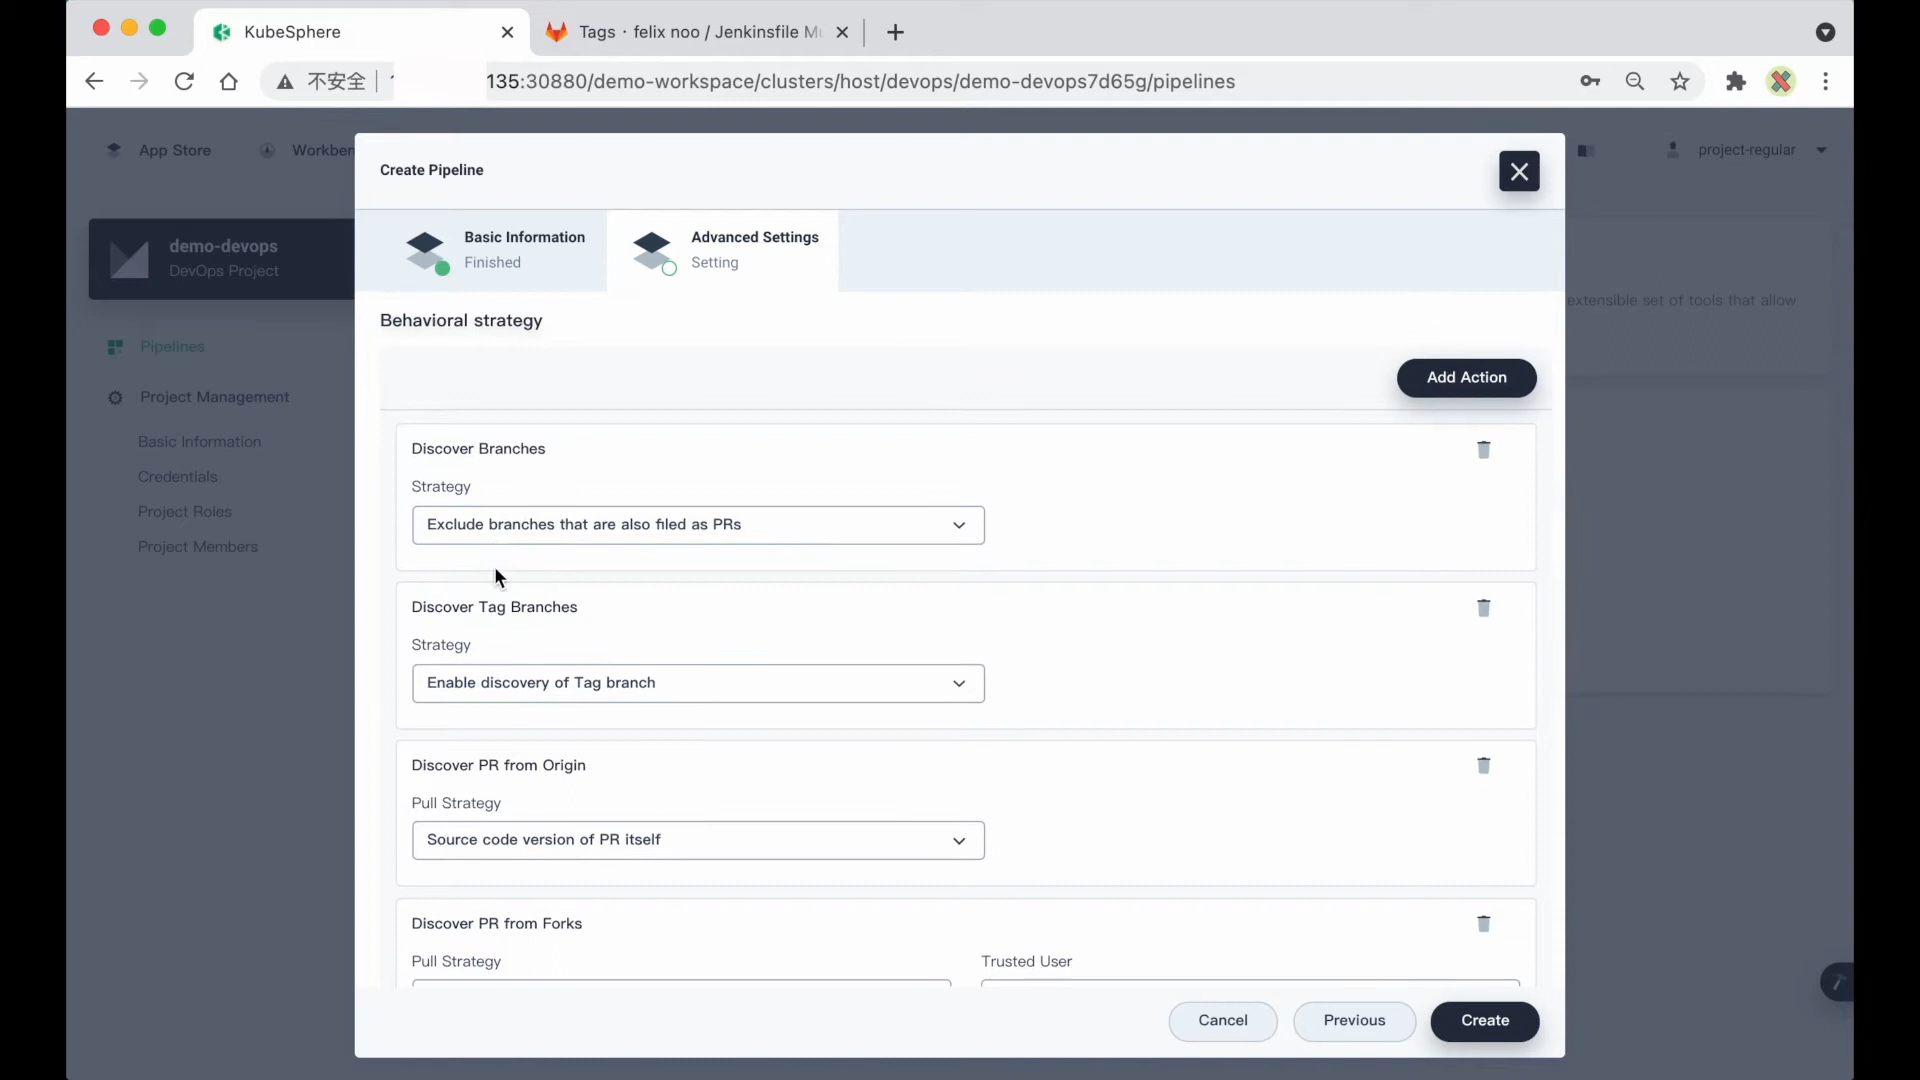 KubeSphere
Tags · felix noo / Jenkinsfile Mu
不安全
135:30880/demo-workspace/clusters/host/devops/demo-devops7d65g/pipelines
App Store
Workben
project-regular
Create Pipeline
Basic Information
Finished
Advanced Settings
Setting
demo-devops
DevOps Project
extensible set of tools that allow
Behavioral strategy
Pipelines
Add Action
Project Management
Basic Information
Credentials
Project Roles
Project Members
Discover Branches
Strategy
Exclude branches that are also filed as PRs
Discover Tag Branches
Strategy
Enable discovery of Tag branch
Discover PR from Origin
Pull Strategy
Source code version of PR itself
Discover PR from Forks
Pull Strategy
Trusted User
Cancel
Previous
Create